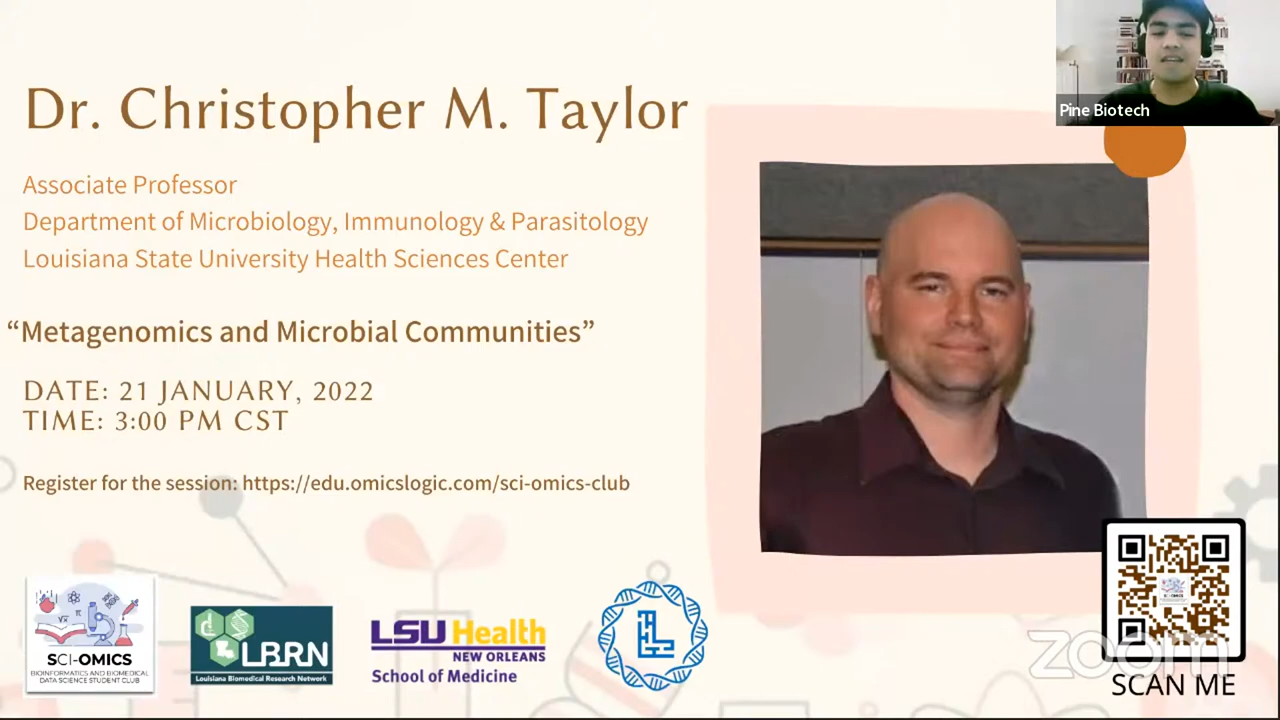 Dr. Christopher M. Taylor
Pine Biotech
Associate Professor
Department of Microbiology, Immunology & Parasitology
Louisiana State University Health Sciences Center
“Metagenomics and Microbial Communities”
DATE: 21 JANUARY, 2022
TIME: 3:00 PM CST
Register for the session: https://edu.omicslogic.com/sci-omics-club
SCI-OMICS
BIOINFORMATICS AND BIOMEDICAL
DATA SCIENCE STUDENT CLUB
LBRN
Louisiana Biomedical Research Network
LSU Health
NEW ORLEANS
School of Medicine
L
zoom
SCAN ME